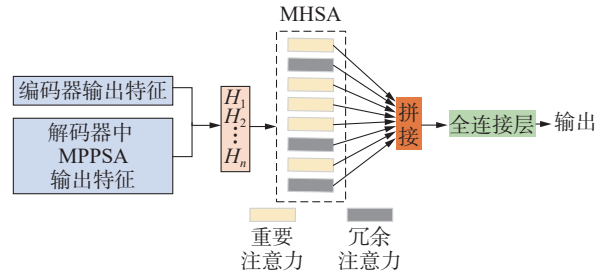 MHSA
编码器输出特征
解码器中
MPPSA
输出特征
H₁
H₂
⋮
Hₙ
拼接
全连接层
输出
重要
注意力
冗余
注意力